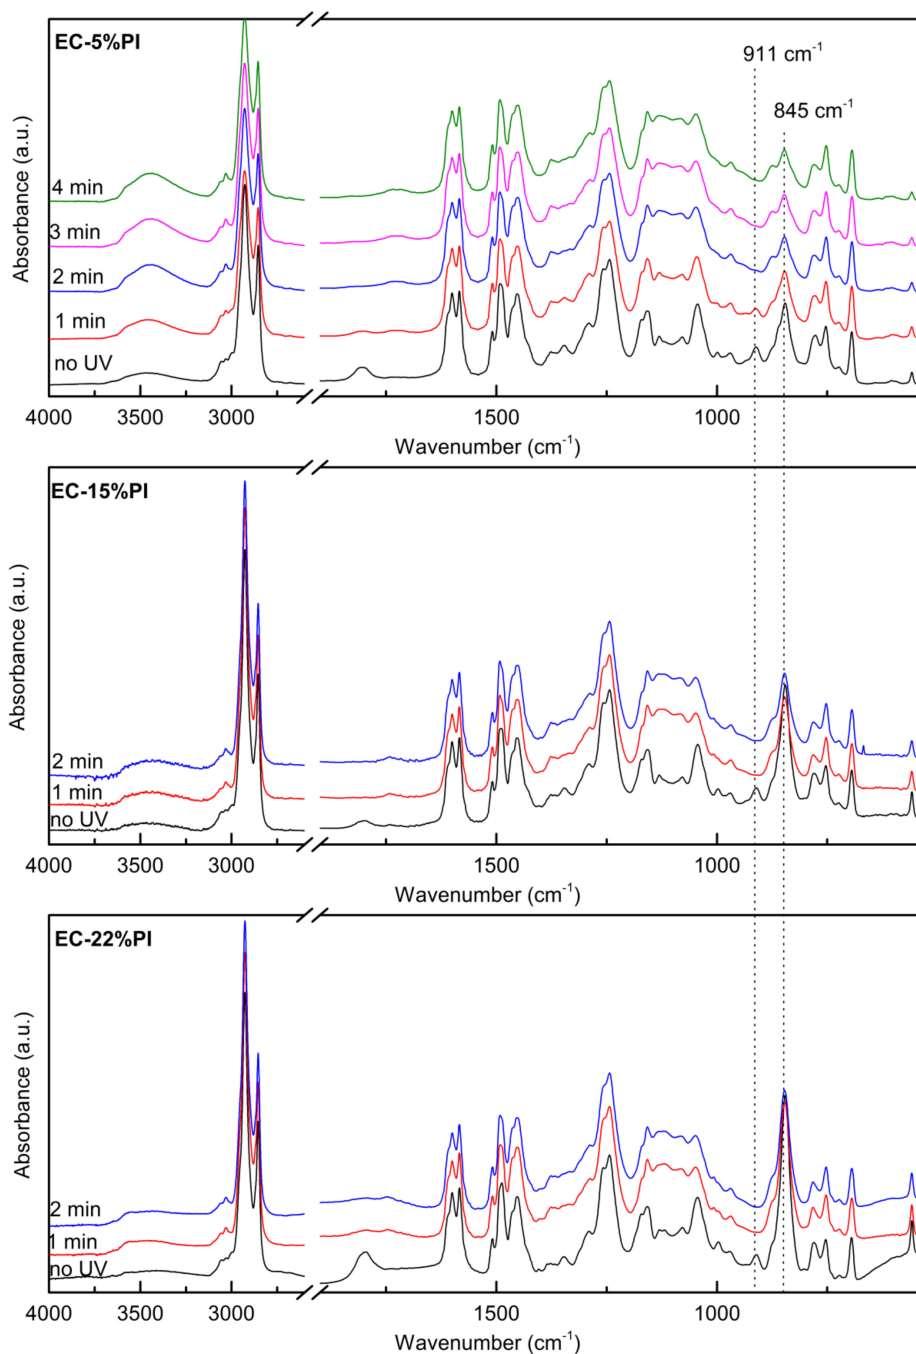 EC-5%PI
911 cm⁻¹
845 cm⁻¹
4 min
3 min
2 min
1 min
no UV
Absorbance (a.u.)
4000 3500 3000 1500 1000
Wavenumber (cm⁻¹)
EC-15%PI
2 min
1 min
no UV
Absorbance (a.u.)
4000 3500 3000 1500 1000
Wavenumber (cm⁻¹)
EC-22%PI
2 min
1 min
no UV
Absorbance (a.u.)
4000 3500 3000 1500 1000
Wavenumber (cm⁻¹)